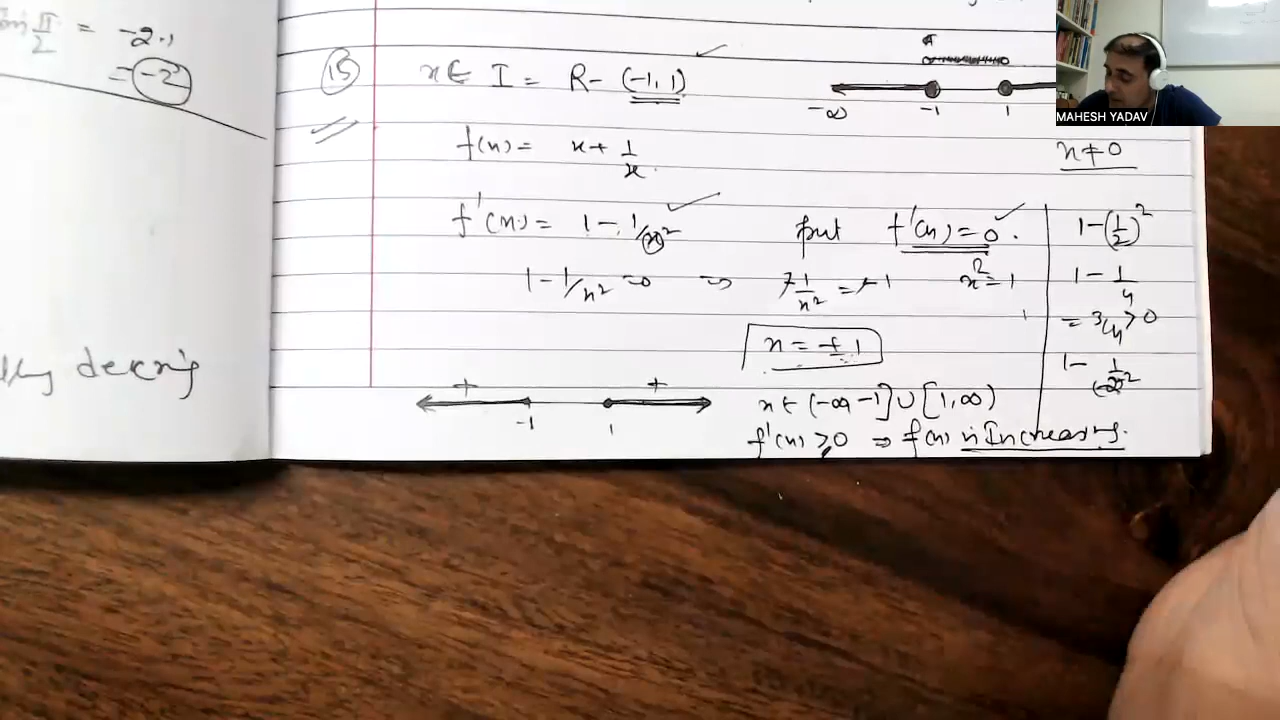 π/2 = -2.
= -2
(15) x ∈ I = R - (-1, 1)
-∞ -1 1
MAHESH YADAV
x ≠ 0
f(x) = x + 1/x.
f'(x) = 1 - 1/(x)² put f'(x) = 0.
1 - 1/x² = 0 ⇒ -1/x² = -1 x² = 1
x = ±1
1 - (1/2)²
1 - 1/4
= 3/4 > 0
+ +
-1 1
x ∈ (-∞ -1] ∪ [1, ∞)
f'(x) ≥ 0 ⇒ f(x) is Increasing.